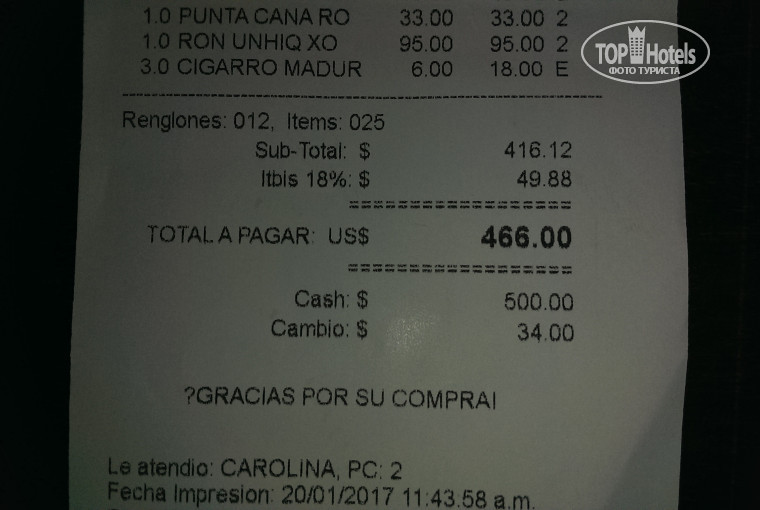 1.0 PUNTA CANA RO 33.00 33.00 2
1.0 RON UNHIQ XO 95.00 95.00 2
3.0 CIGARRO MADUR 6.00 18.00 E
Renglones: 012, Items: 025
Sub-Total: $ 416.12
Itbis 18%: $ 49.88
==================
TOTAL A PAGAR: US$ 466.00
==================
Cash: $ 500.00
Cambio: $ 34.00
?GRACIAS POR SU COMPRA!
Le atendio: CAROLINA, PC: 2
Fecha Impresion: 20/01/2017 11:43.58 a.m.
TOP Hotels
ФОТО ТУРИСТА